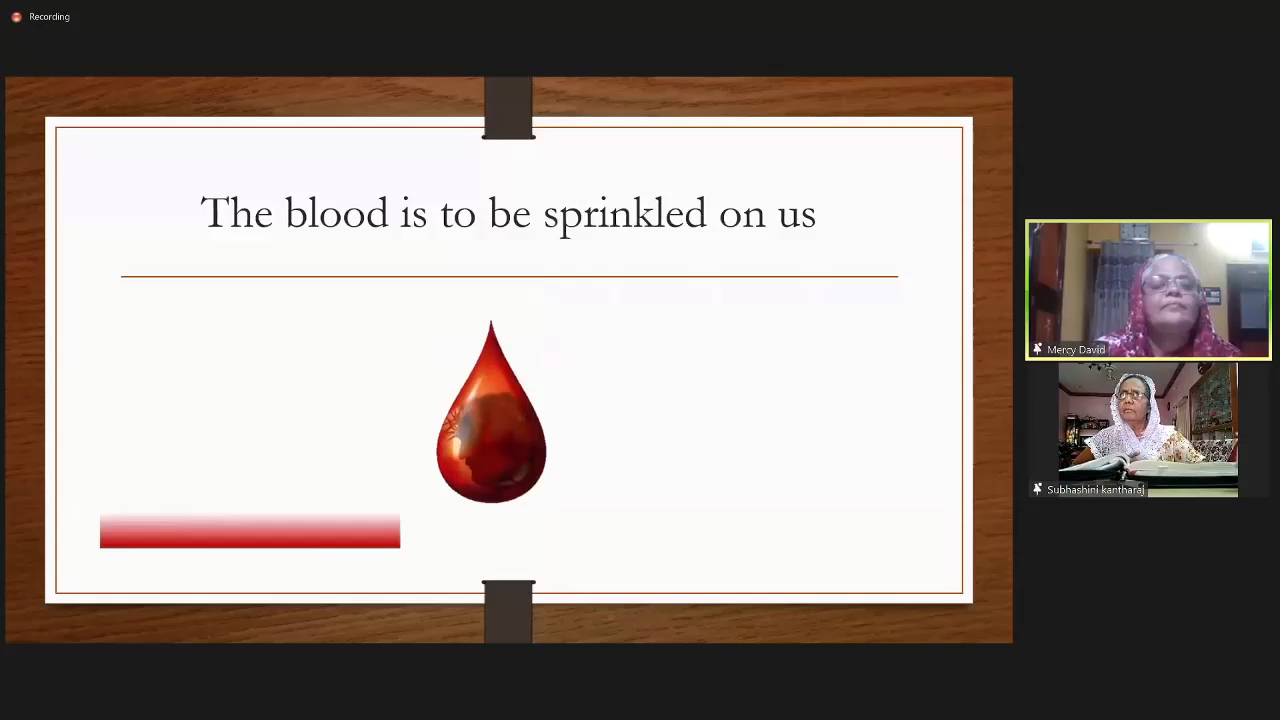 Recording
The blood is to be sprinkled on us
Mercy David
Subhashini kantharaj